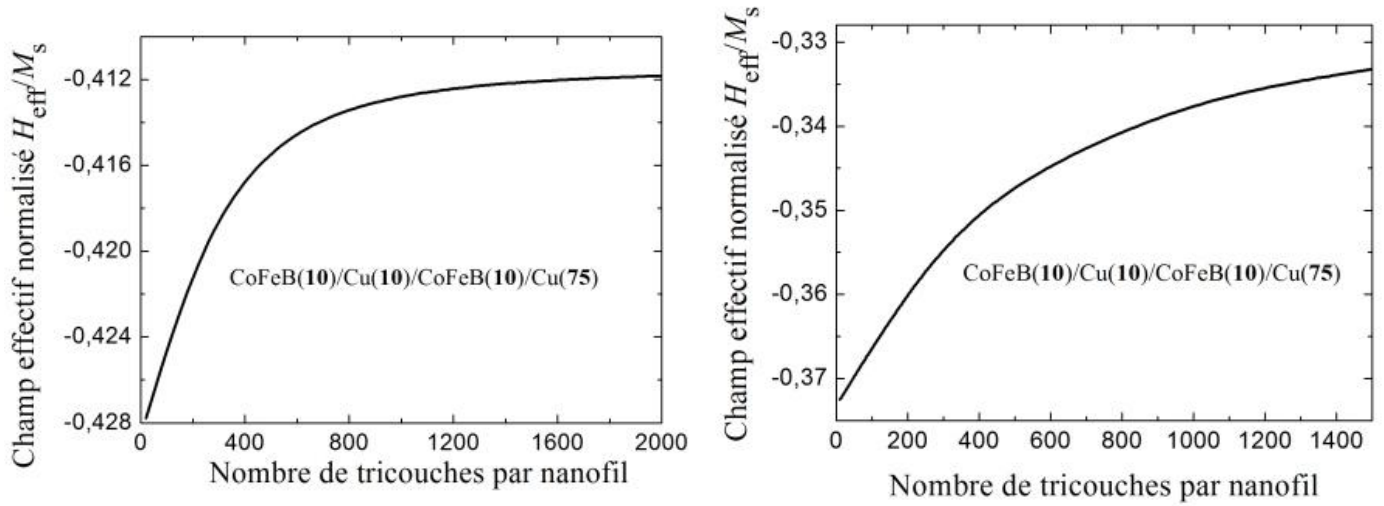 Champ effectif normalisé H_eff/M_s
-0,412
-0,416
-0,420
-0,424
-0,428
CoFeB(10)/Cu(10)/CoFeB(10)/Cu(75)
0 400 800 1200 1600 2000
Nombre de tricouches par nanofil
Champ effectif normalisé H_eff/M_s
-0,33
-0,34
-0,35
-0,36
-0,37
CoFeB(10)/Cu(10)/CoFeB(10)/Cu(75)
0 200 400 600 800 1000 1200 1400
Nombre de tricouches par nanofil